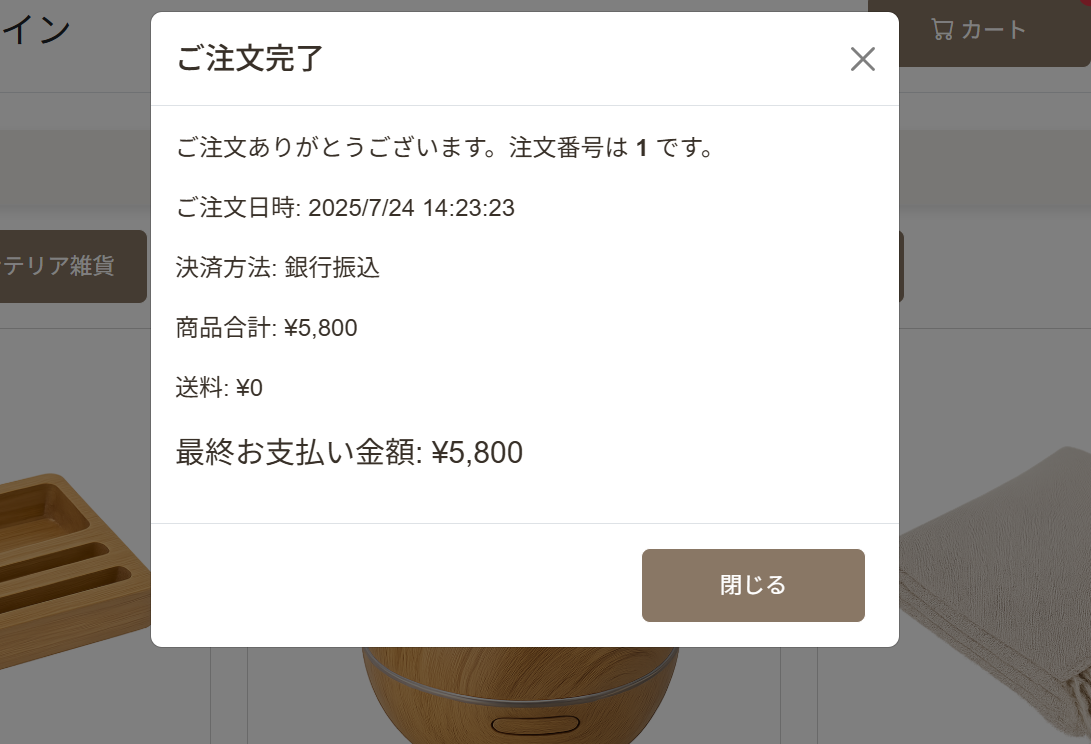 イン
カート
ご注文完了
ご注文ありがとうございます。注文番号は 1 です。
ご注文日時: 2025/7/24 14:23:23
テリア雑貨
決済方法: 銀行振込
商品合計: ¥5,800
送料: ¥0
最終お支払い金額: ¥5,800
閉じる